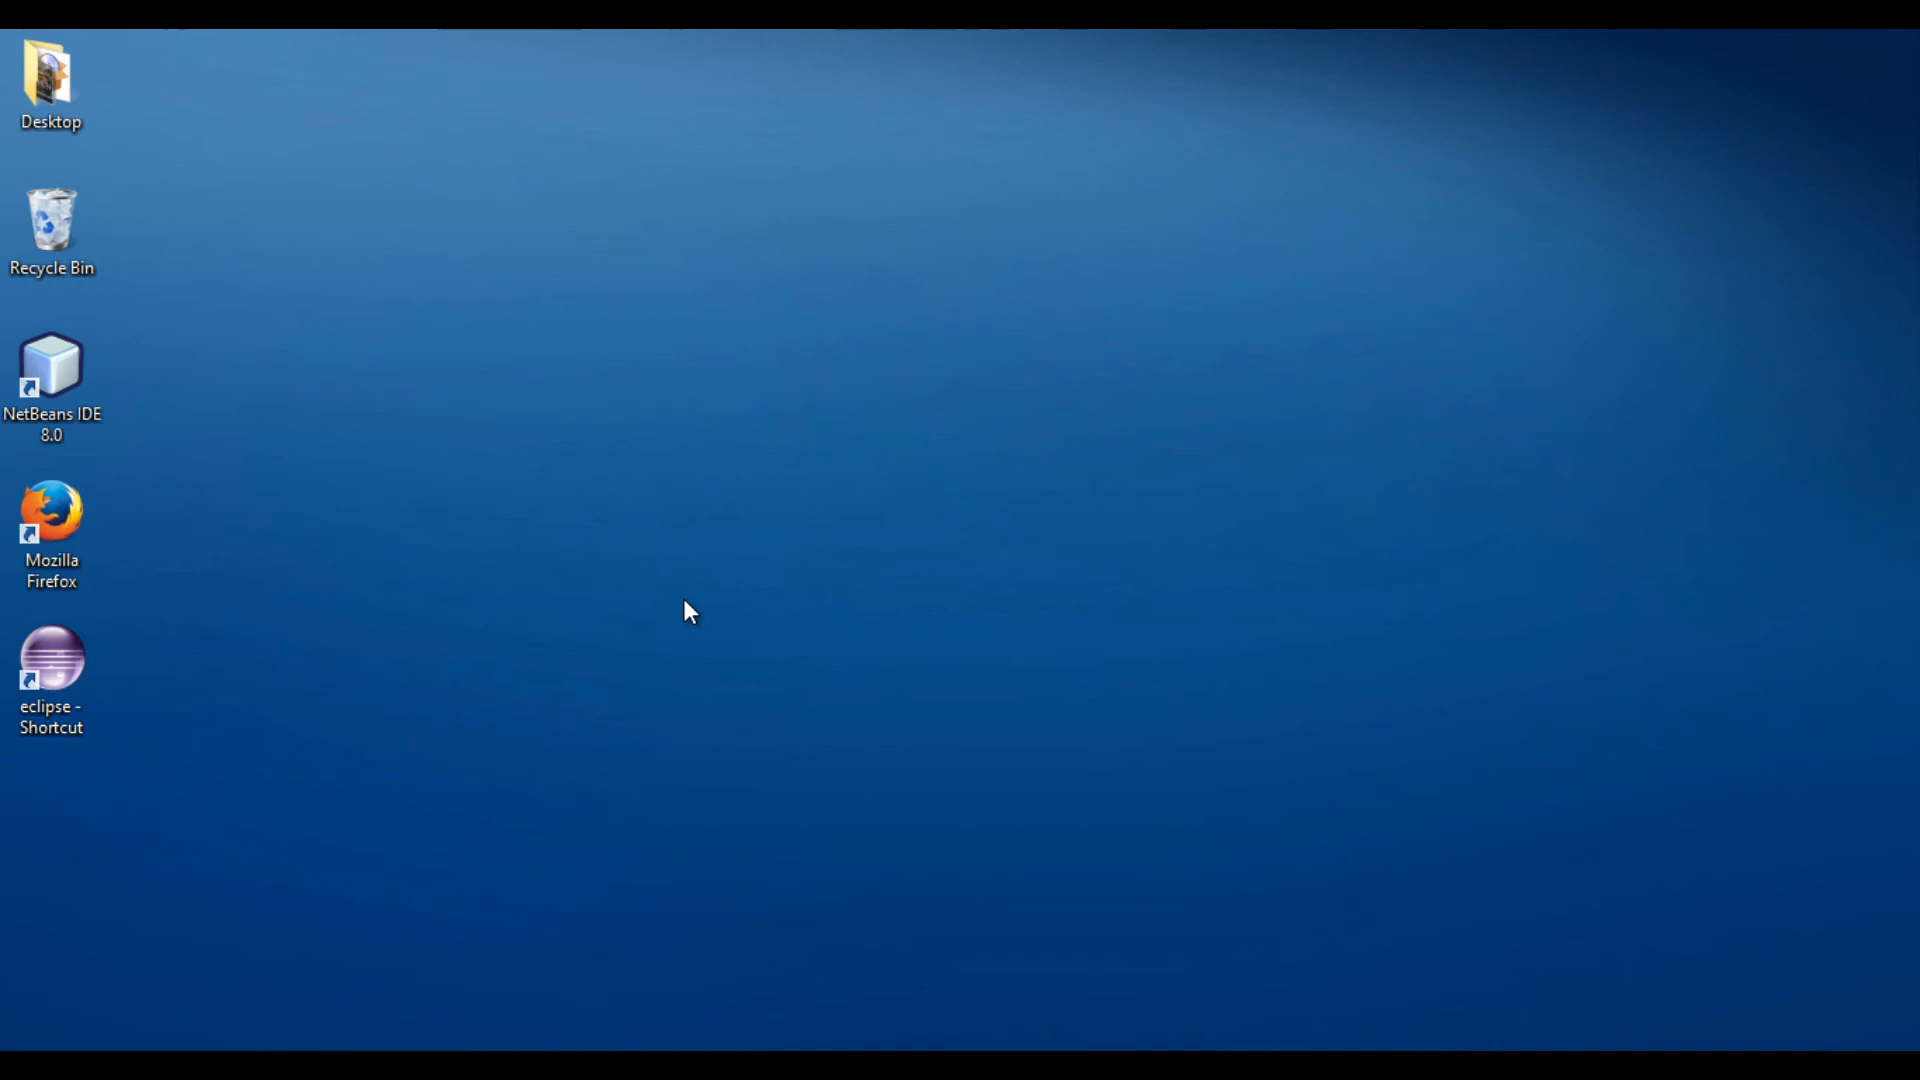 Desktop
Recycle Bin
NetBeans IDE
8.0
Mozilla
Firefox
eclipse -
Shortcut